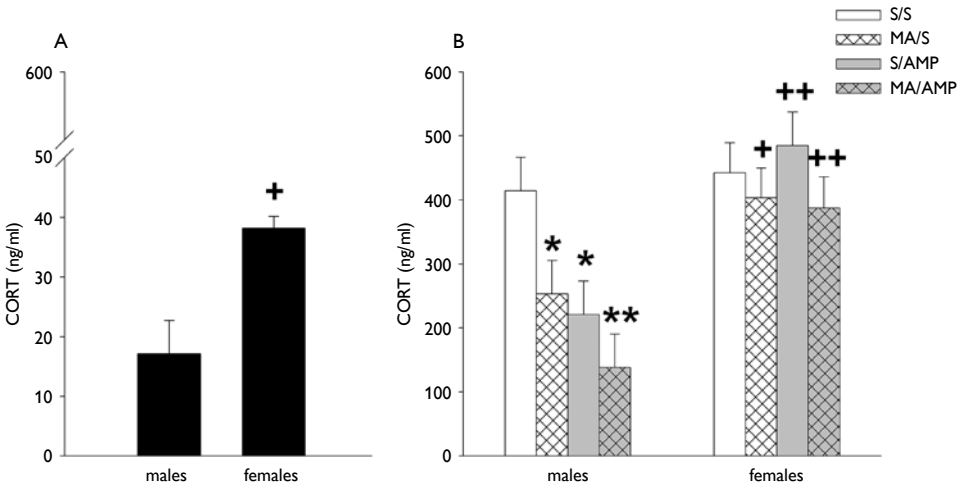 A
600
50
40
30
20
10
0
CORT (ng/ml)
+
males females
B
S/S
MA/S
S/AMP
MA/AMP
600
500
400
300
200
100
0
CORT (ng/ml)
*
*
**
+
++
++
males females